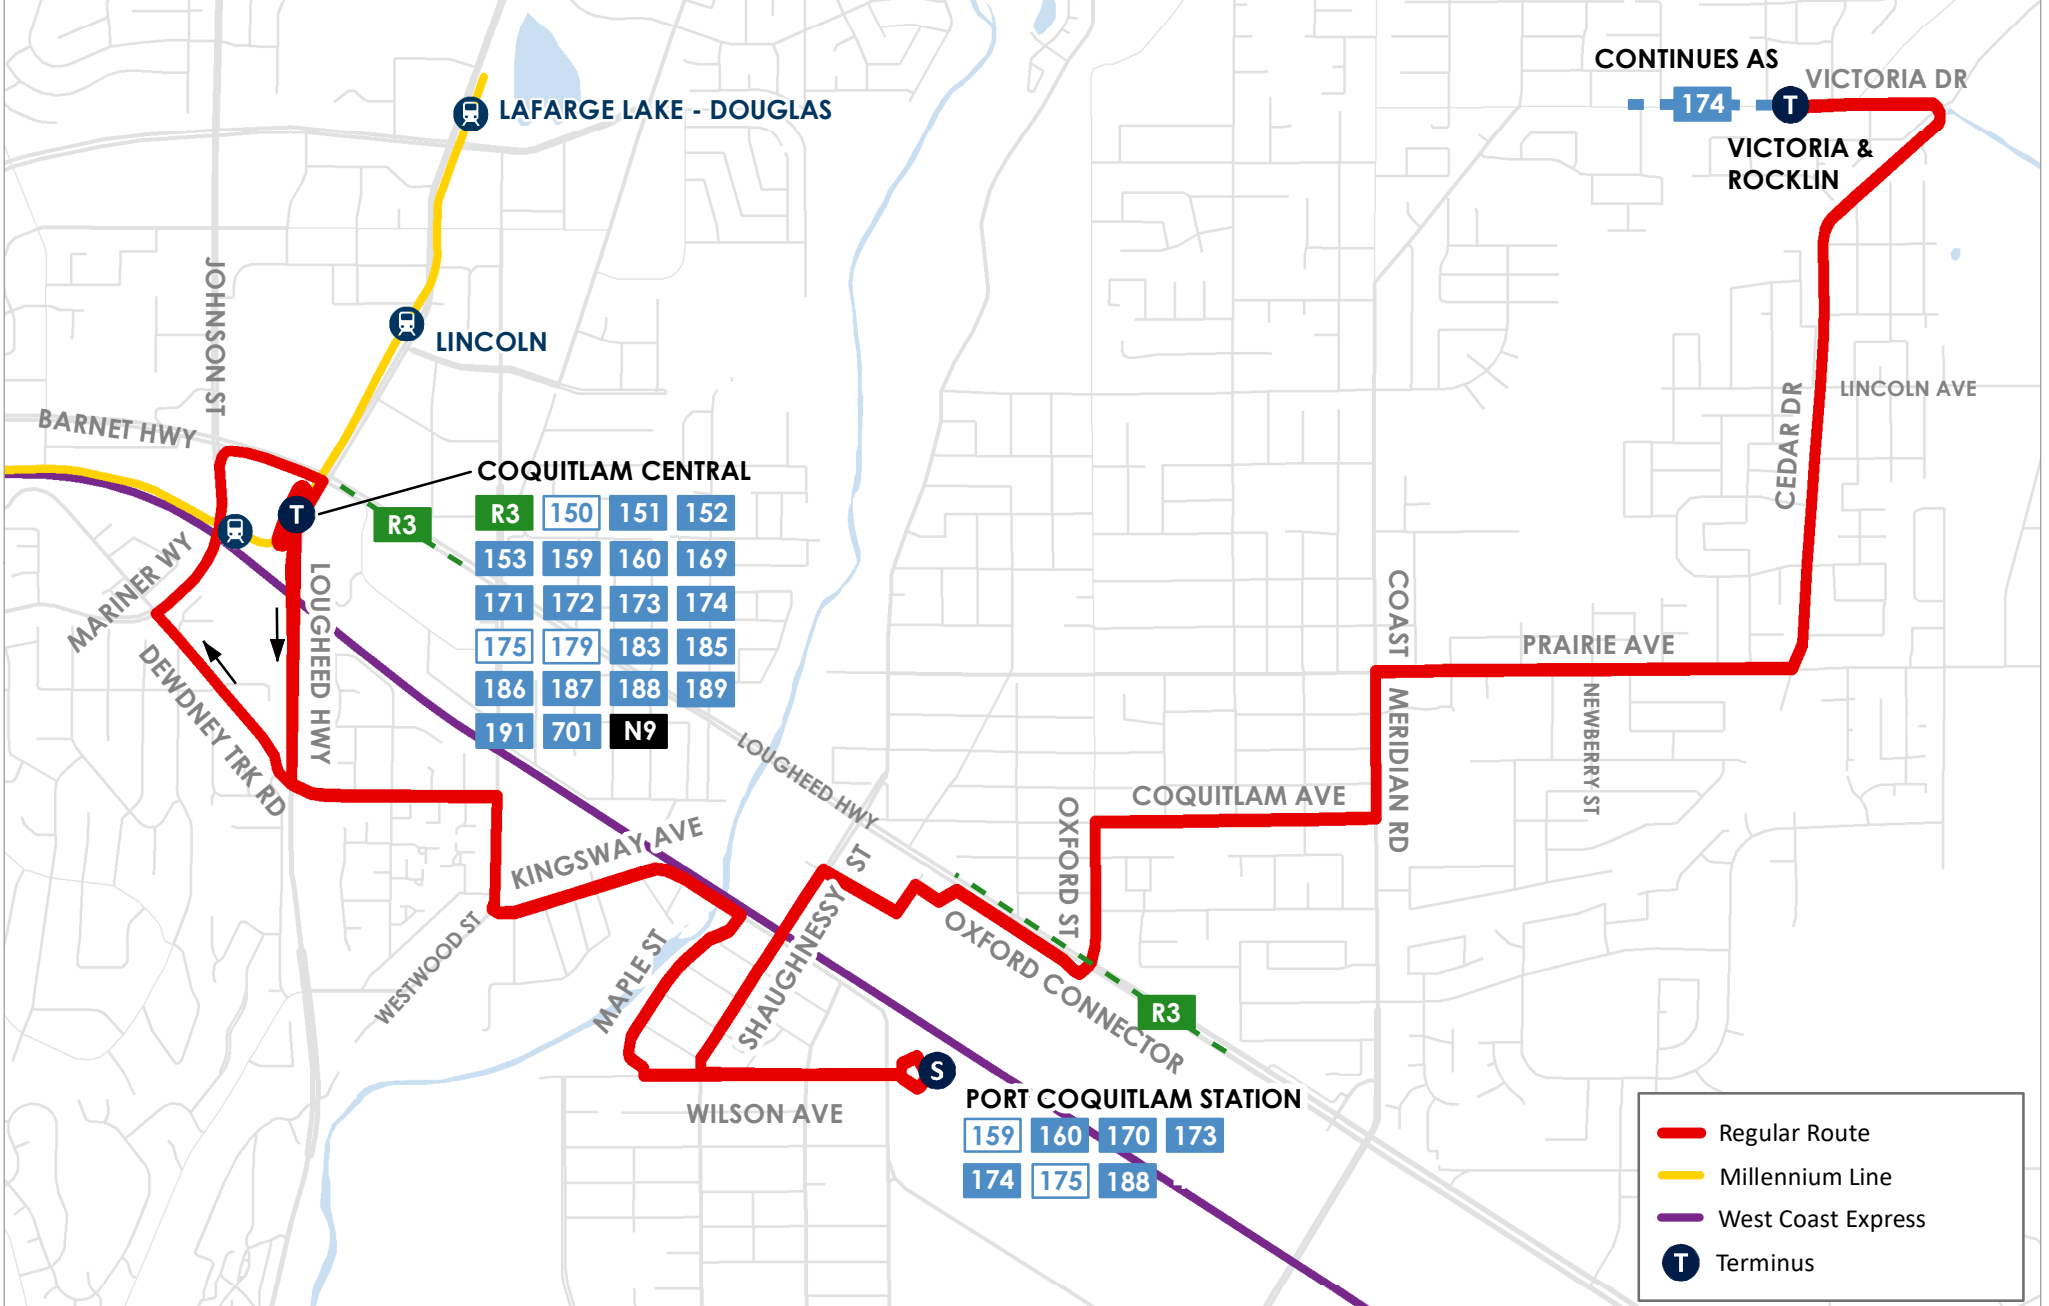 CONTINUES AS
174
T
VICTORIA DR
VICTORIA &
ROCKLIN
LAFARGE LAKE - DOUGLAS
JOHNSON ST
LINCOLN
LINCOLN AVE
CEDAR DR
BARNET HWY
COQUITLAM CENTRAL
T
R3
R3 150 151 152
153 159 160 169
171 172 173 174
175 179 183 185
186 187 188 189
191 701 N9
MARINER WY
LOUGHEED HWY
DEWDNEY TRK RD
COAST MERIDIAN RD
PRAIRIE AVE
NEWBERRY ST
LOUGHEED HWY
COQUITLAM AVE
OXFORD ST
KINGSWAY AVE
SHAUGHNESSY ST
WESTWOOD ST
MAPLE ST
OXFORD CONNECTOR
R3
S
WILSON AVE
PORT COQUITLAM STATION
159 160 170 173
174 175 188
Regular Route
Millennium Line
West Coast Express
T Terminus